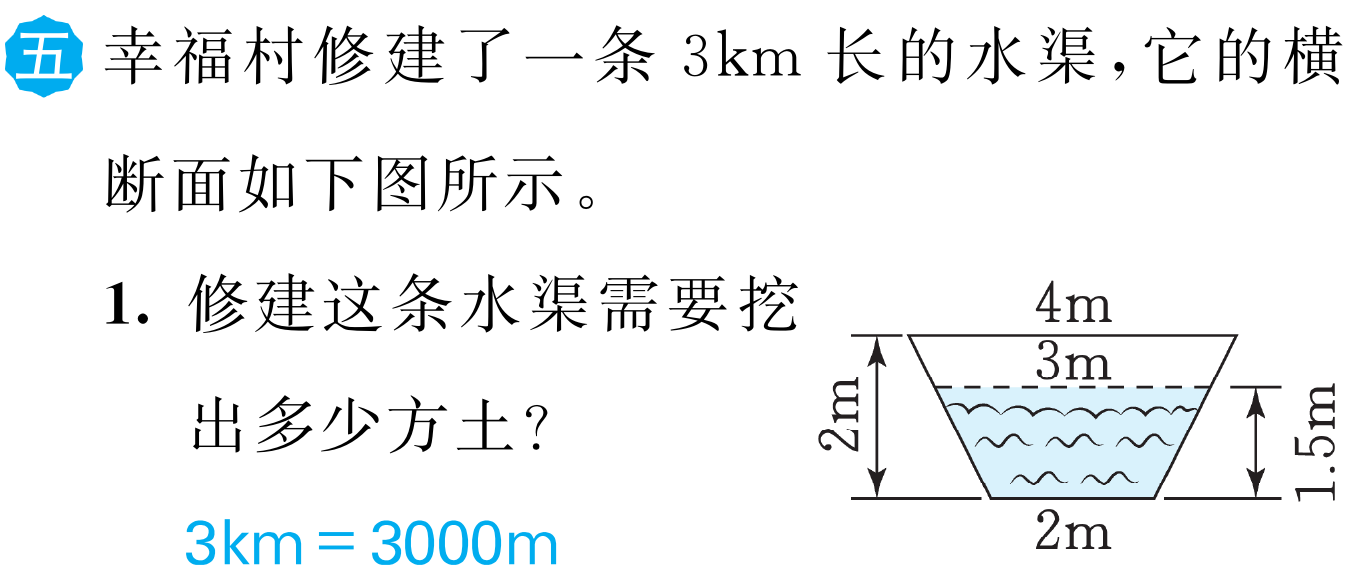 五 幸福村修建了一条 3km 长的水渠,它的横
断面如下图所示。
1. 修建这条水渠需要挖
出多少方土?
3km=3000m
4m
3m
2m
1.5m
2m